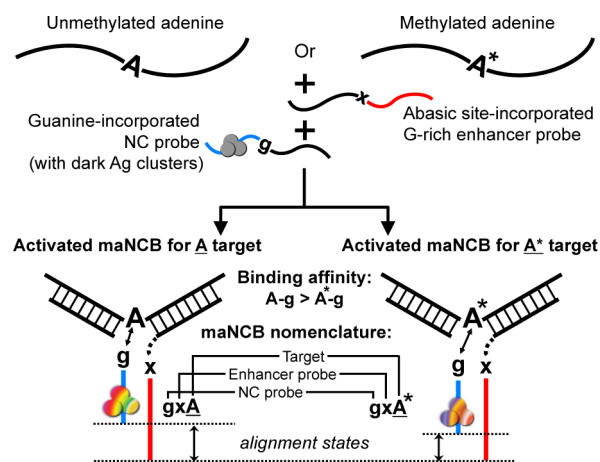 Unmethylated adenine
Methylated adenine
A
Or
A*
+
x
Abasic site-incorporated
G-rich enhancer probe
Guanine-incorporated
NC probe
(with dark Ag clusters)
+
g
Activated maNCB for A target
Activated maNCB for A* target
Binding affinity:
A-g > A*-g
A
A*
maNCB nomenclature:
g
x
Target
Enhancer probe
NC probe
gxA
gxA*
g
x
alignment states